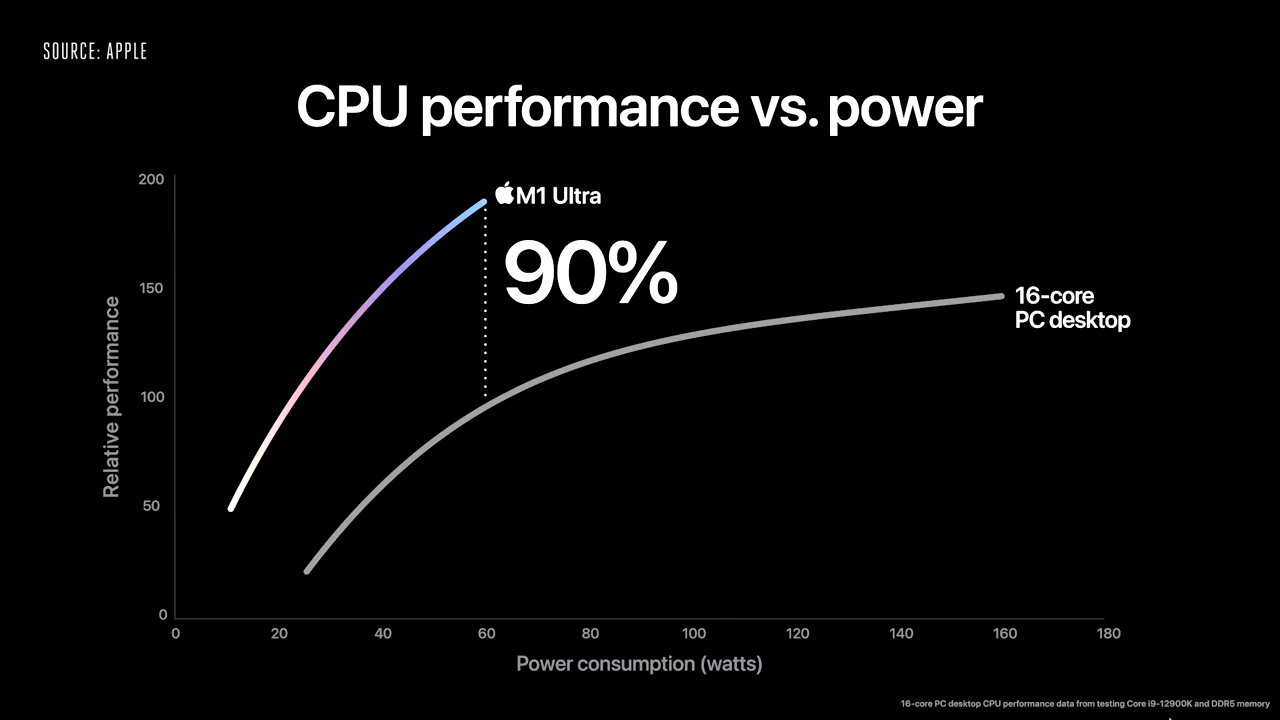 SOURCE: APPLE
CPU performance vs. power
200
M1 Ultra
90%
150
16-core
PC desktop
Relative performance
100
50
0
0 20 40 60 80 100 120 140 160 180
Power consumption (watts)
16-core PC desktop CPU performance data from testing Core i9-12900K and DDR5 memory